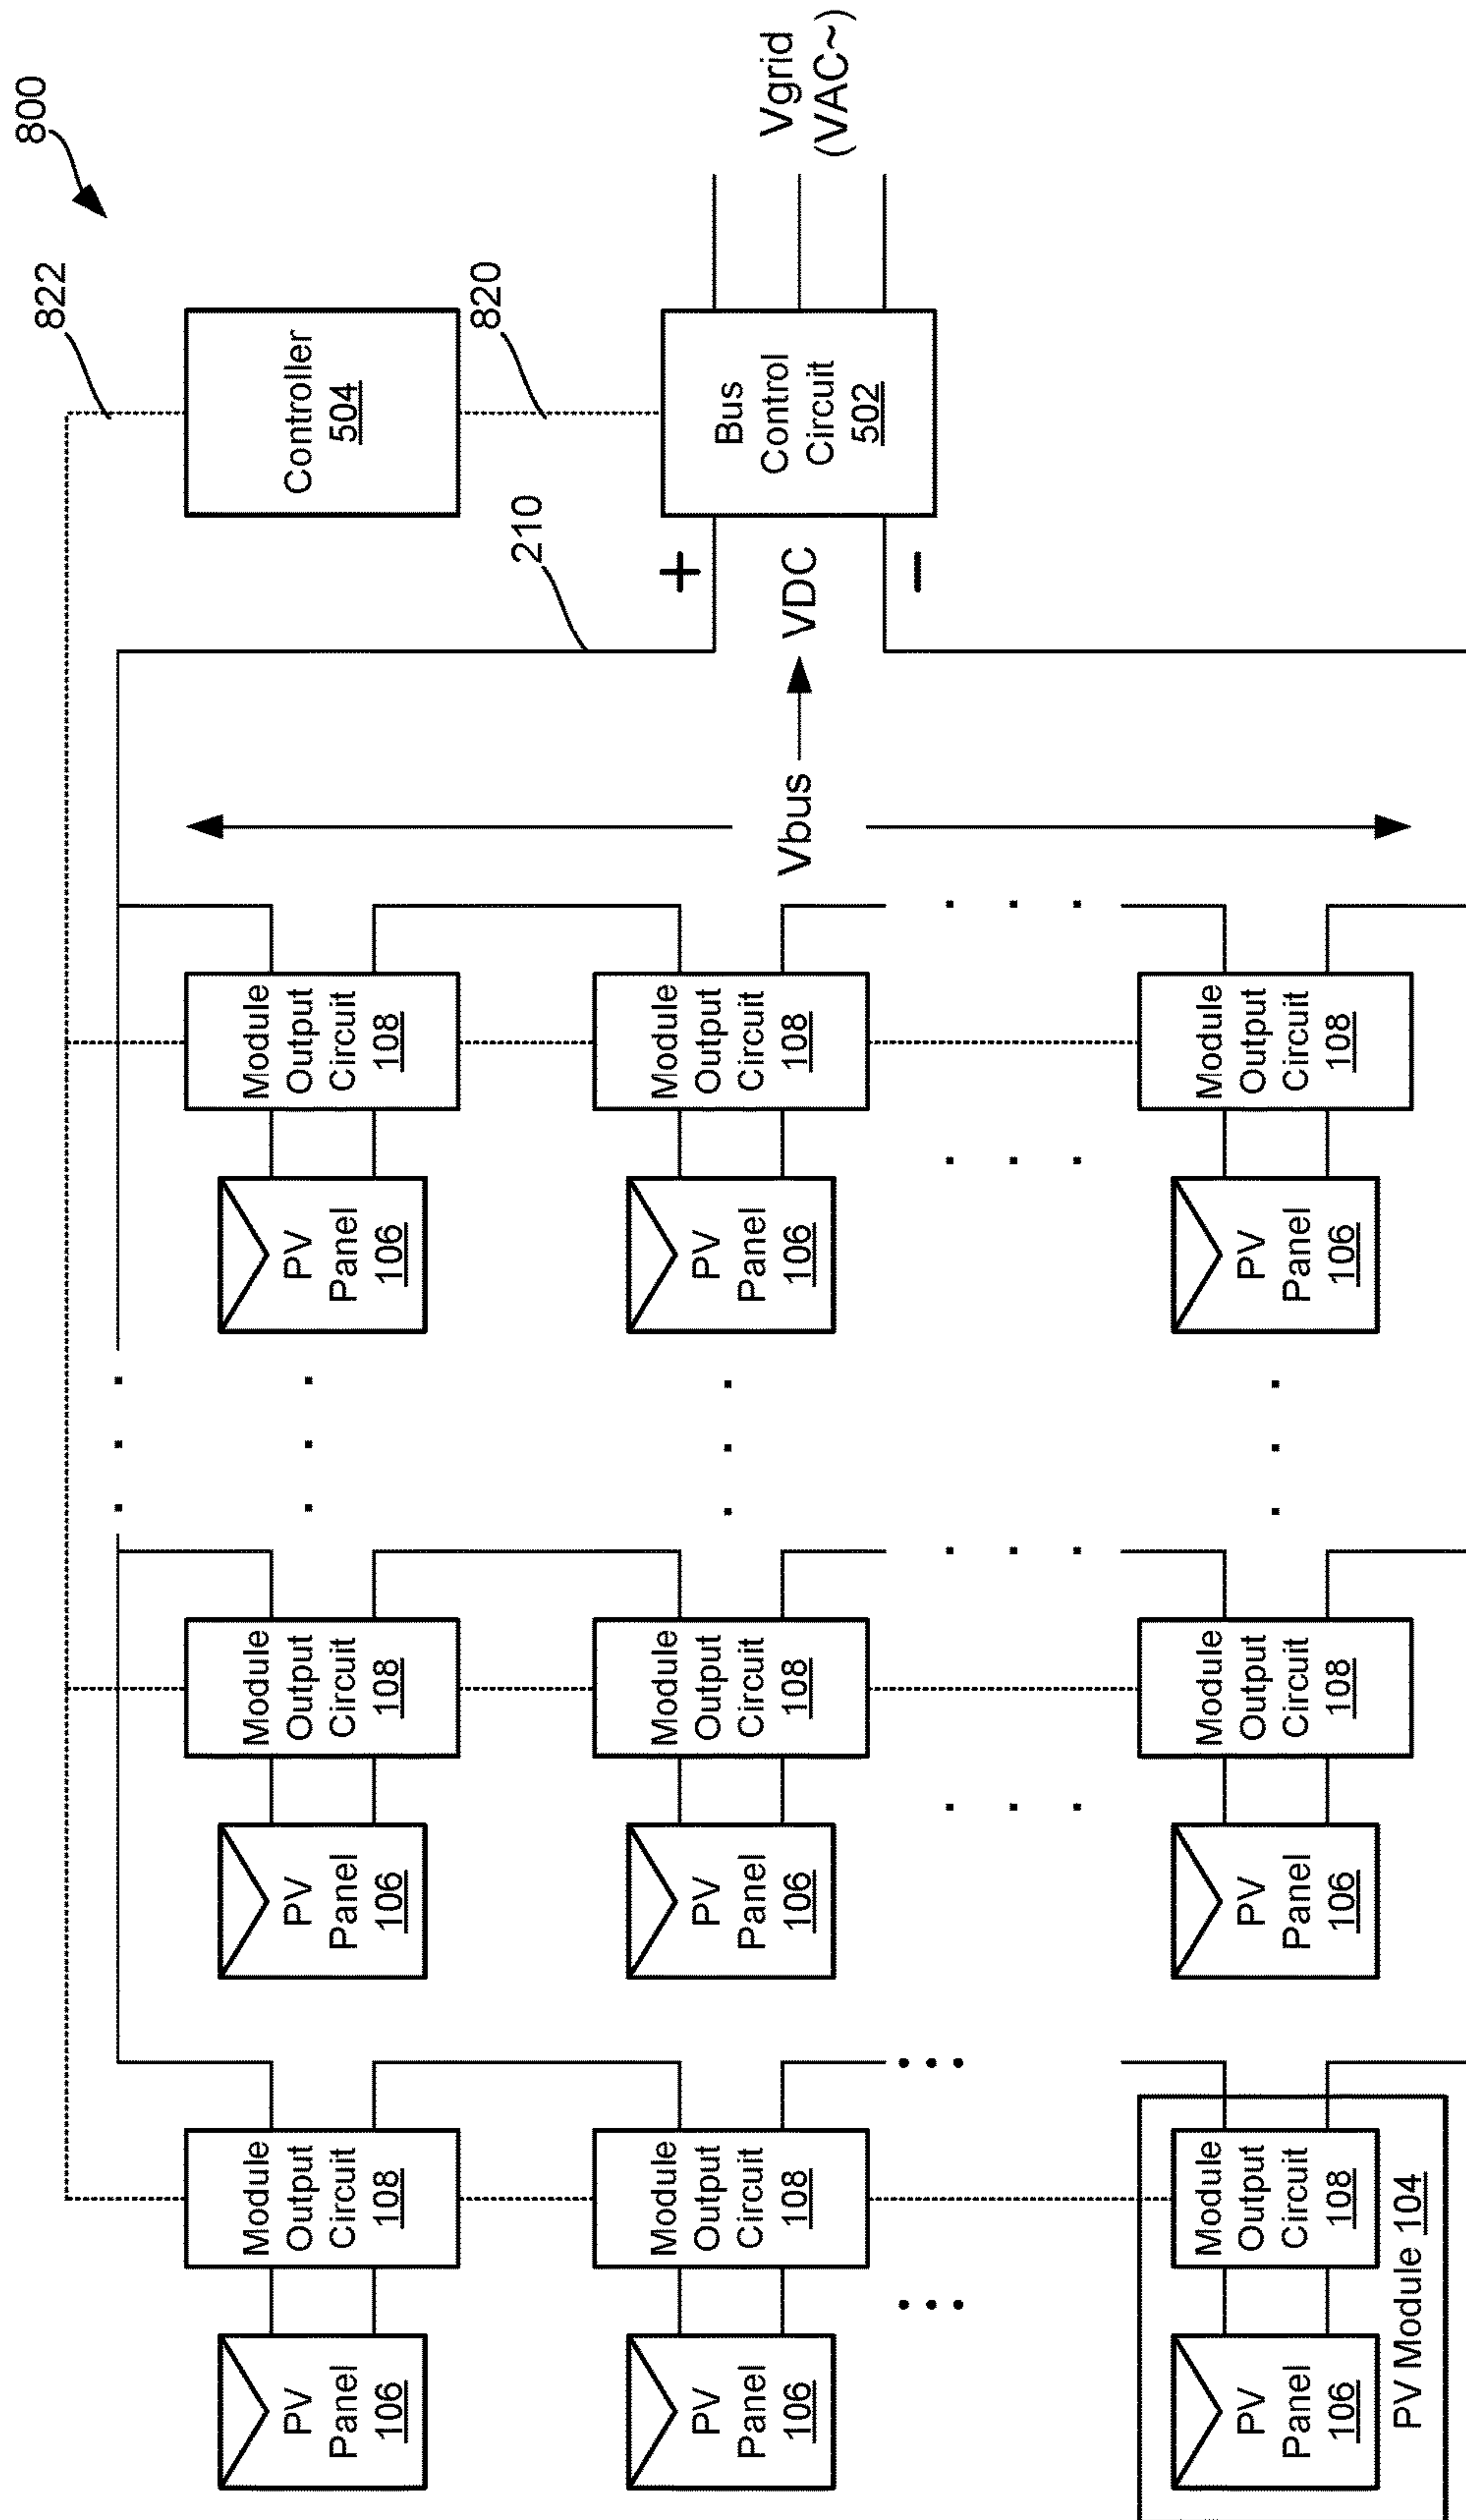 800
822
Controller
504
820
Bus
Control
Circuit
502
Vgrid
(VAC~)
210
+
VDC
–
Vbus
PV
Panel
106
Module
Output
Circuit
108
PV
Panel
106
Module
Output
Circuit
108
PV
Panel
106
Module
Output
Circuit
108
PV
Panel
106
Module
Output
Circuit
108
PV
Panel
106
Module
Output
Circuit
108
PV
Panel
106
Module
Output
Circuit
108
PV
Panel
106
Module
Output
Circuit
108
PV
Panel
106
Module
Output
Circuit
108
PV
Panel
106
Module
Output
Circuit
108
PV Module 104